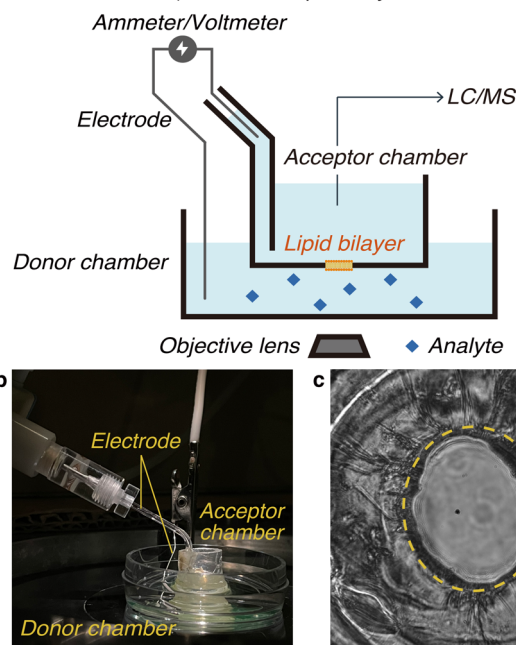 Ammeter/Voltmeter
Electrode
LC/MS
Acceptor chamber
Lipid bilayer
Donor chamber
Objective lens
Analyte
b
Electrode
Acceptor
chamber
Donor chamber
c